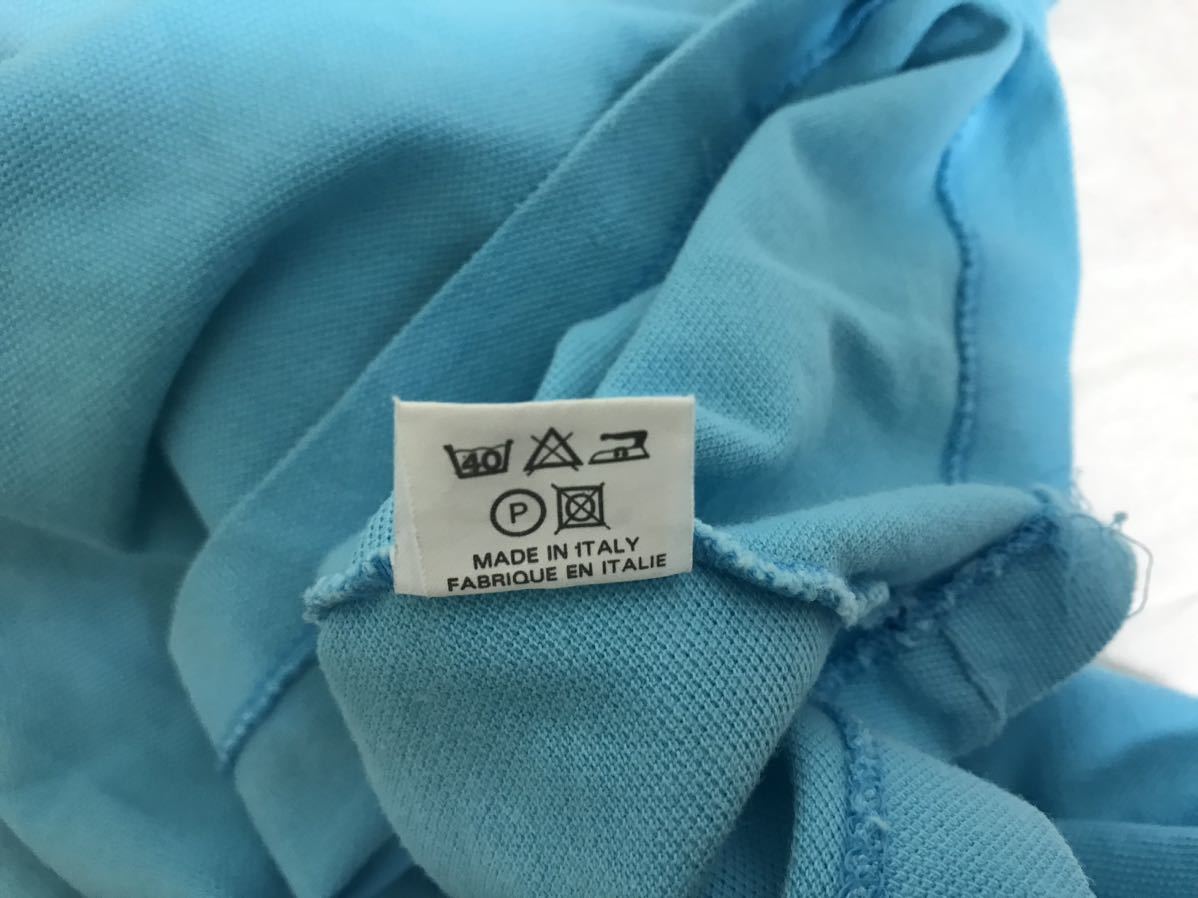 40
P
MADE IN 1TALY
FABRIQUE EN ITALIE